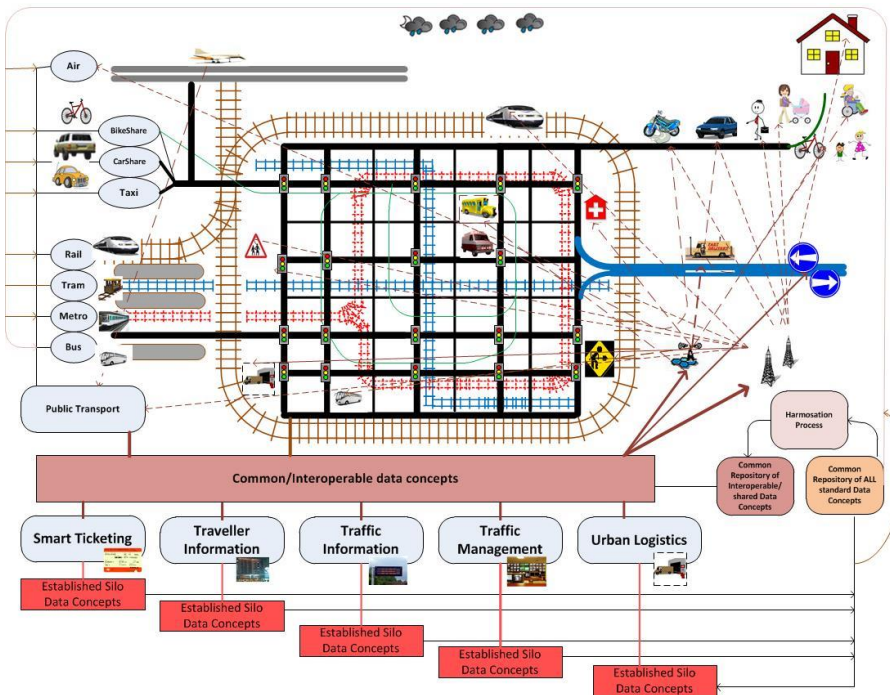 Air
BikeShare
CarShare
Taxi
Rail
Tram
Metro
Bus
Public Transport
Harmosation
Process
Common/Interoperable data concepts
Common
Repository of
Interoperable/
shared Data
Concepts
Common
Repository of ALL
standard Data
Concepts
Smart Ticketing
Traveller
Information
Traffic
Information
Traffic
Management
Urban Logistics
Established Silo
Data Concepts
Established Silo
Data Concepts
Established Silo
Data Concepts
Established Silo
Data Concepts
Established Silo
Data Concepts